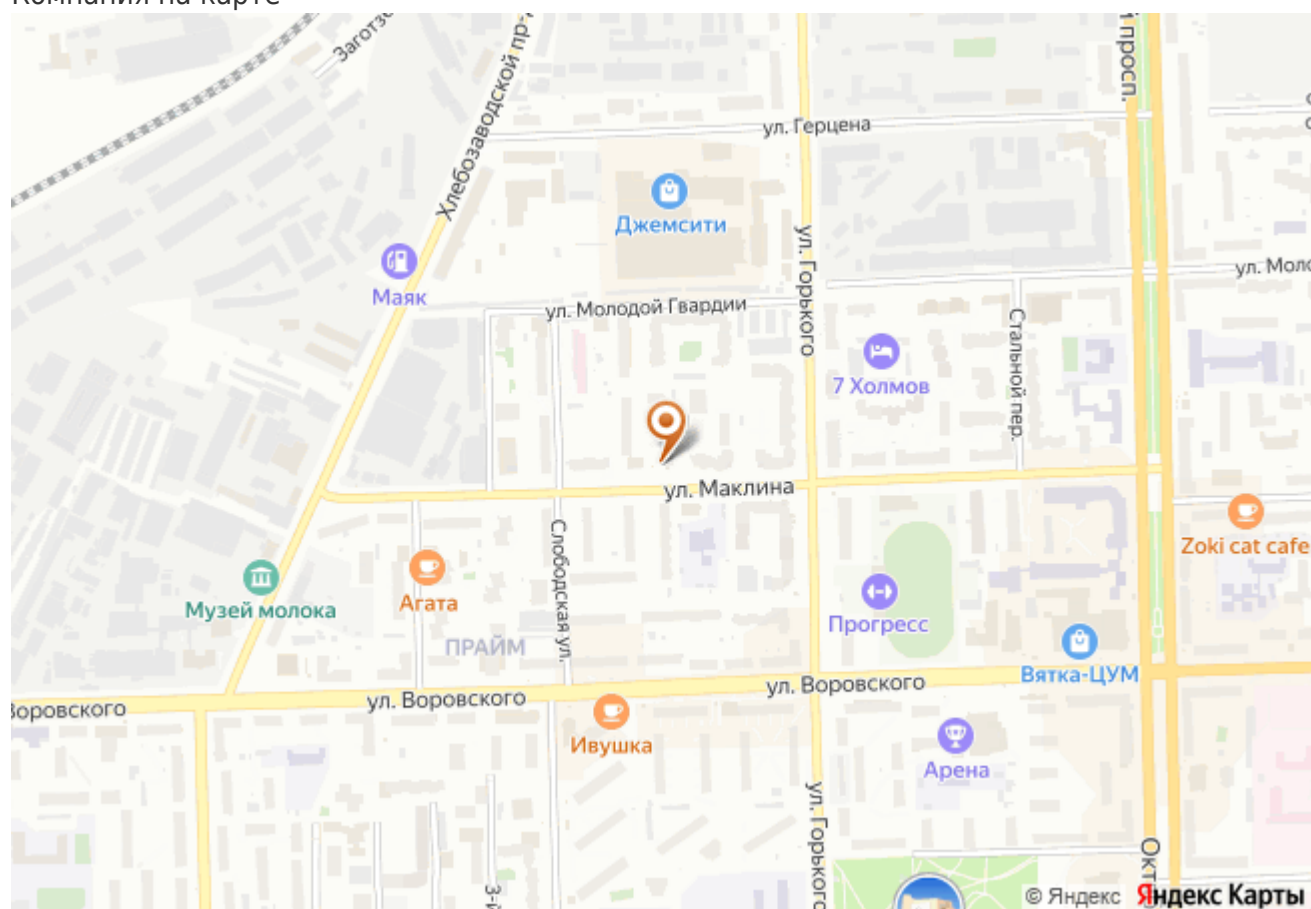 Компания на карте
Заготзе
Хлебозаводской пр-
й просп.
ул. Герцена
Джемсити
ул. Горького
ул. Моло
Маяк
ул. Молодой Гвардии
Стальной пер.
7 Холмов
ул. Маклина
Слободская ул.
Zoki cat cafe
Агата
Музей молока
Прогресс
ПРАЙМ
Вятка-ЦУМ
ул. Воровского
ул. Воровского
Воровского
Ивушка
Арена
ул. Горького
Окт
3-й
© Яндекс Яндекс Карты